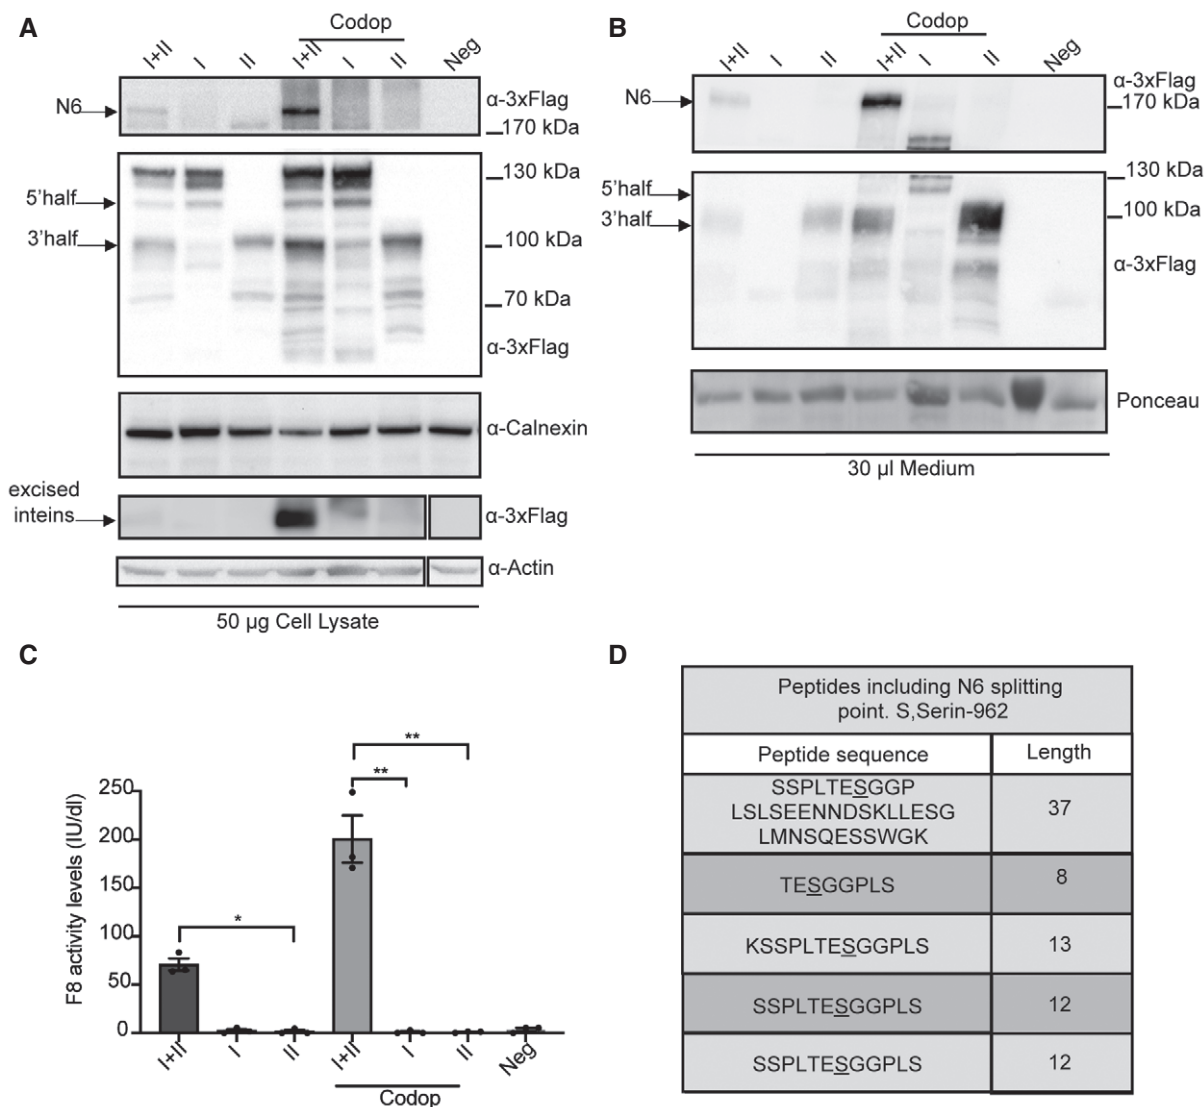 A
Codop
I+II I II I+II I II Neg
N6
α-3xFlag
170 kDa
130 kDa
5'half
3'half
100 kDa
70 kDa
α-3xFlag
α-Calnexin
excised
inteins
α-3xFlag
α-Actin
50 µg Cell Lysate
B
Codop
I+II I II I+II I II Neg
N6
α-3xFlag
170 kDa
130 kDa
5'half
100 kDa
3'half
α-3xFlag
Ponceau
30 µl Medium
C
F8 activity levels (IU/dl)
250
200
150
100
50
0
*
**
**
I+II I II I+II I II Neg
Codop
D
Peptides including N6 splitting
point. S,Serin-962
Peptide sequence Length
SSPLTESGGP
LSLSEENNDSKLLESG
LMNSQESSWGK
37
TESGGPLS 8
KSSPLTESGGPLS 13
SSPLTESGGPLS 12
SSPLTESGGPLS 12